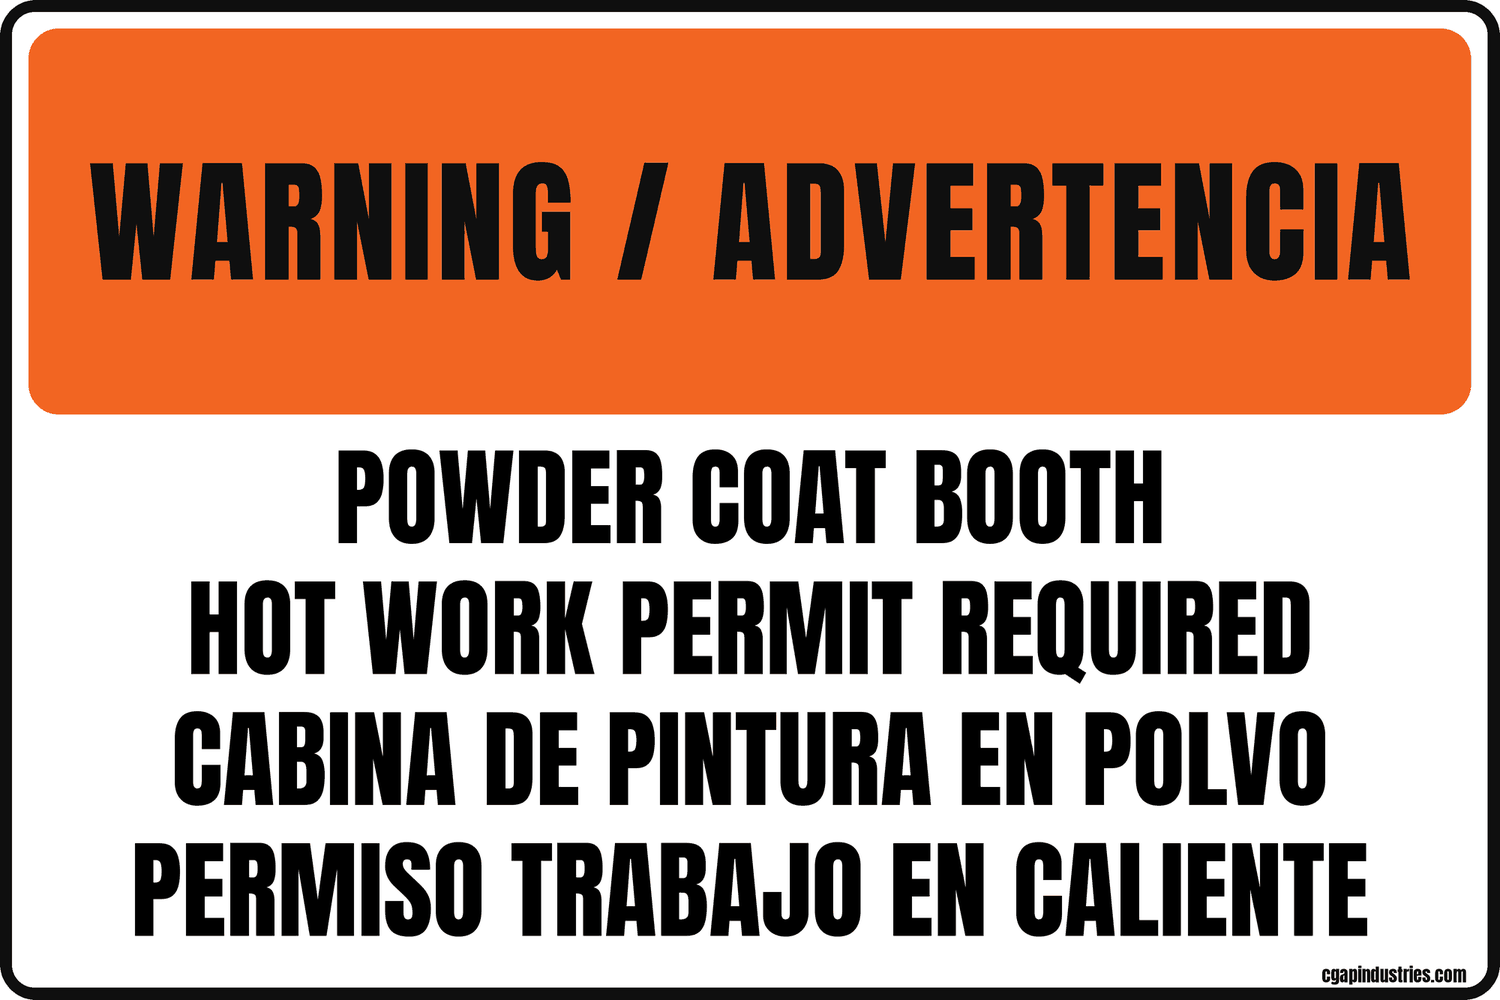 WARNING / ADVERTENCIA
POWDER COAT BOOTH
HOT WORK PERMIT REQUIRED
CABINA DE PINTURA EN POLVO
PERMISO TRABAJO EN CALIENTE
cgapindustries.com